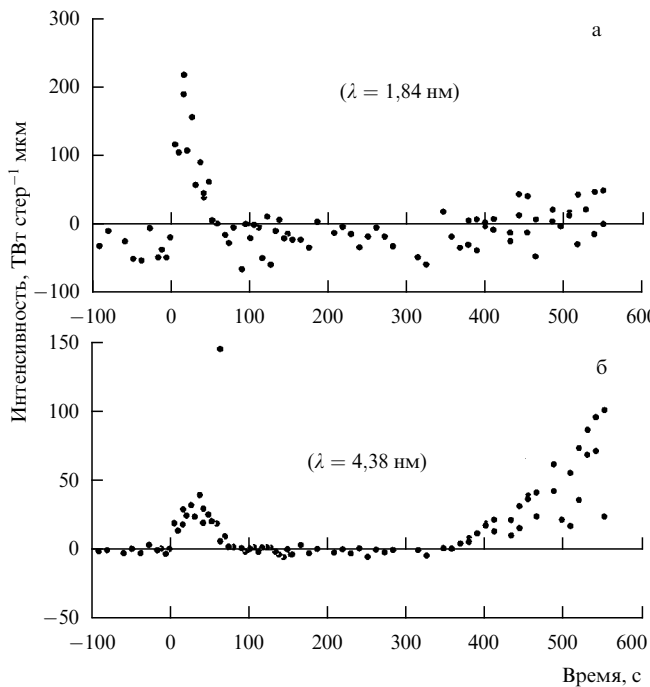 Интенсивность, ТВт стер−1 мкм
300
200
100
0
−100
а
(λ = 1,84 нм)
−100 0 100 200 300 400 500 600
150
100
50
0
−50
б
(λ = 4,38 нм)
−100 0 100 200 300 400 500 600
Время, с